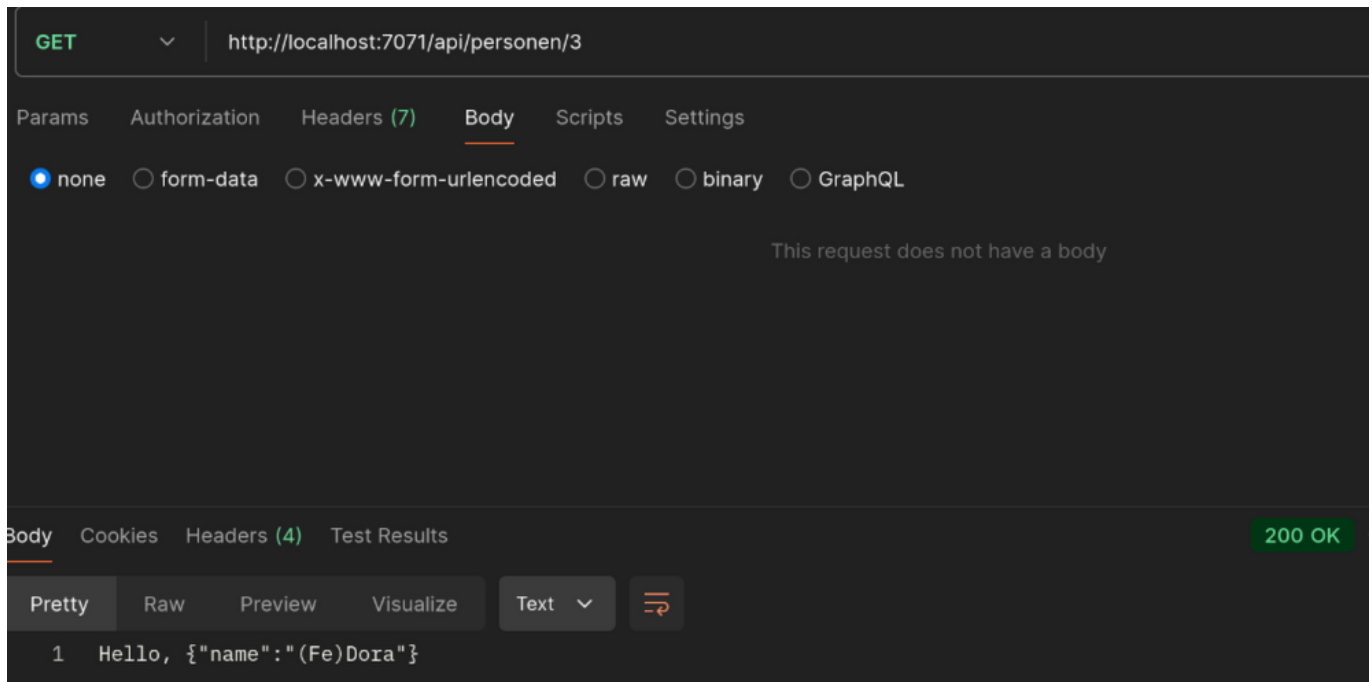 GET http://localhost:7071/api/personen/3
Params Authorization Headers (7) Body Scripts Settings
none form-data x-www-form-urlencoded raw binary GraphQL
This request does not have a body
Body Cookies Headers (4) Test Results 200 OK
Pretty Raw Preview Visualize Text
1 Hello, {"name":"(Fe)Dora"}